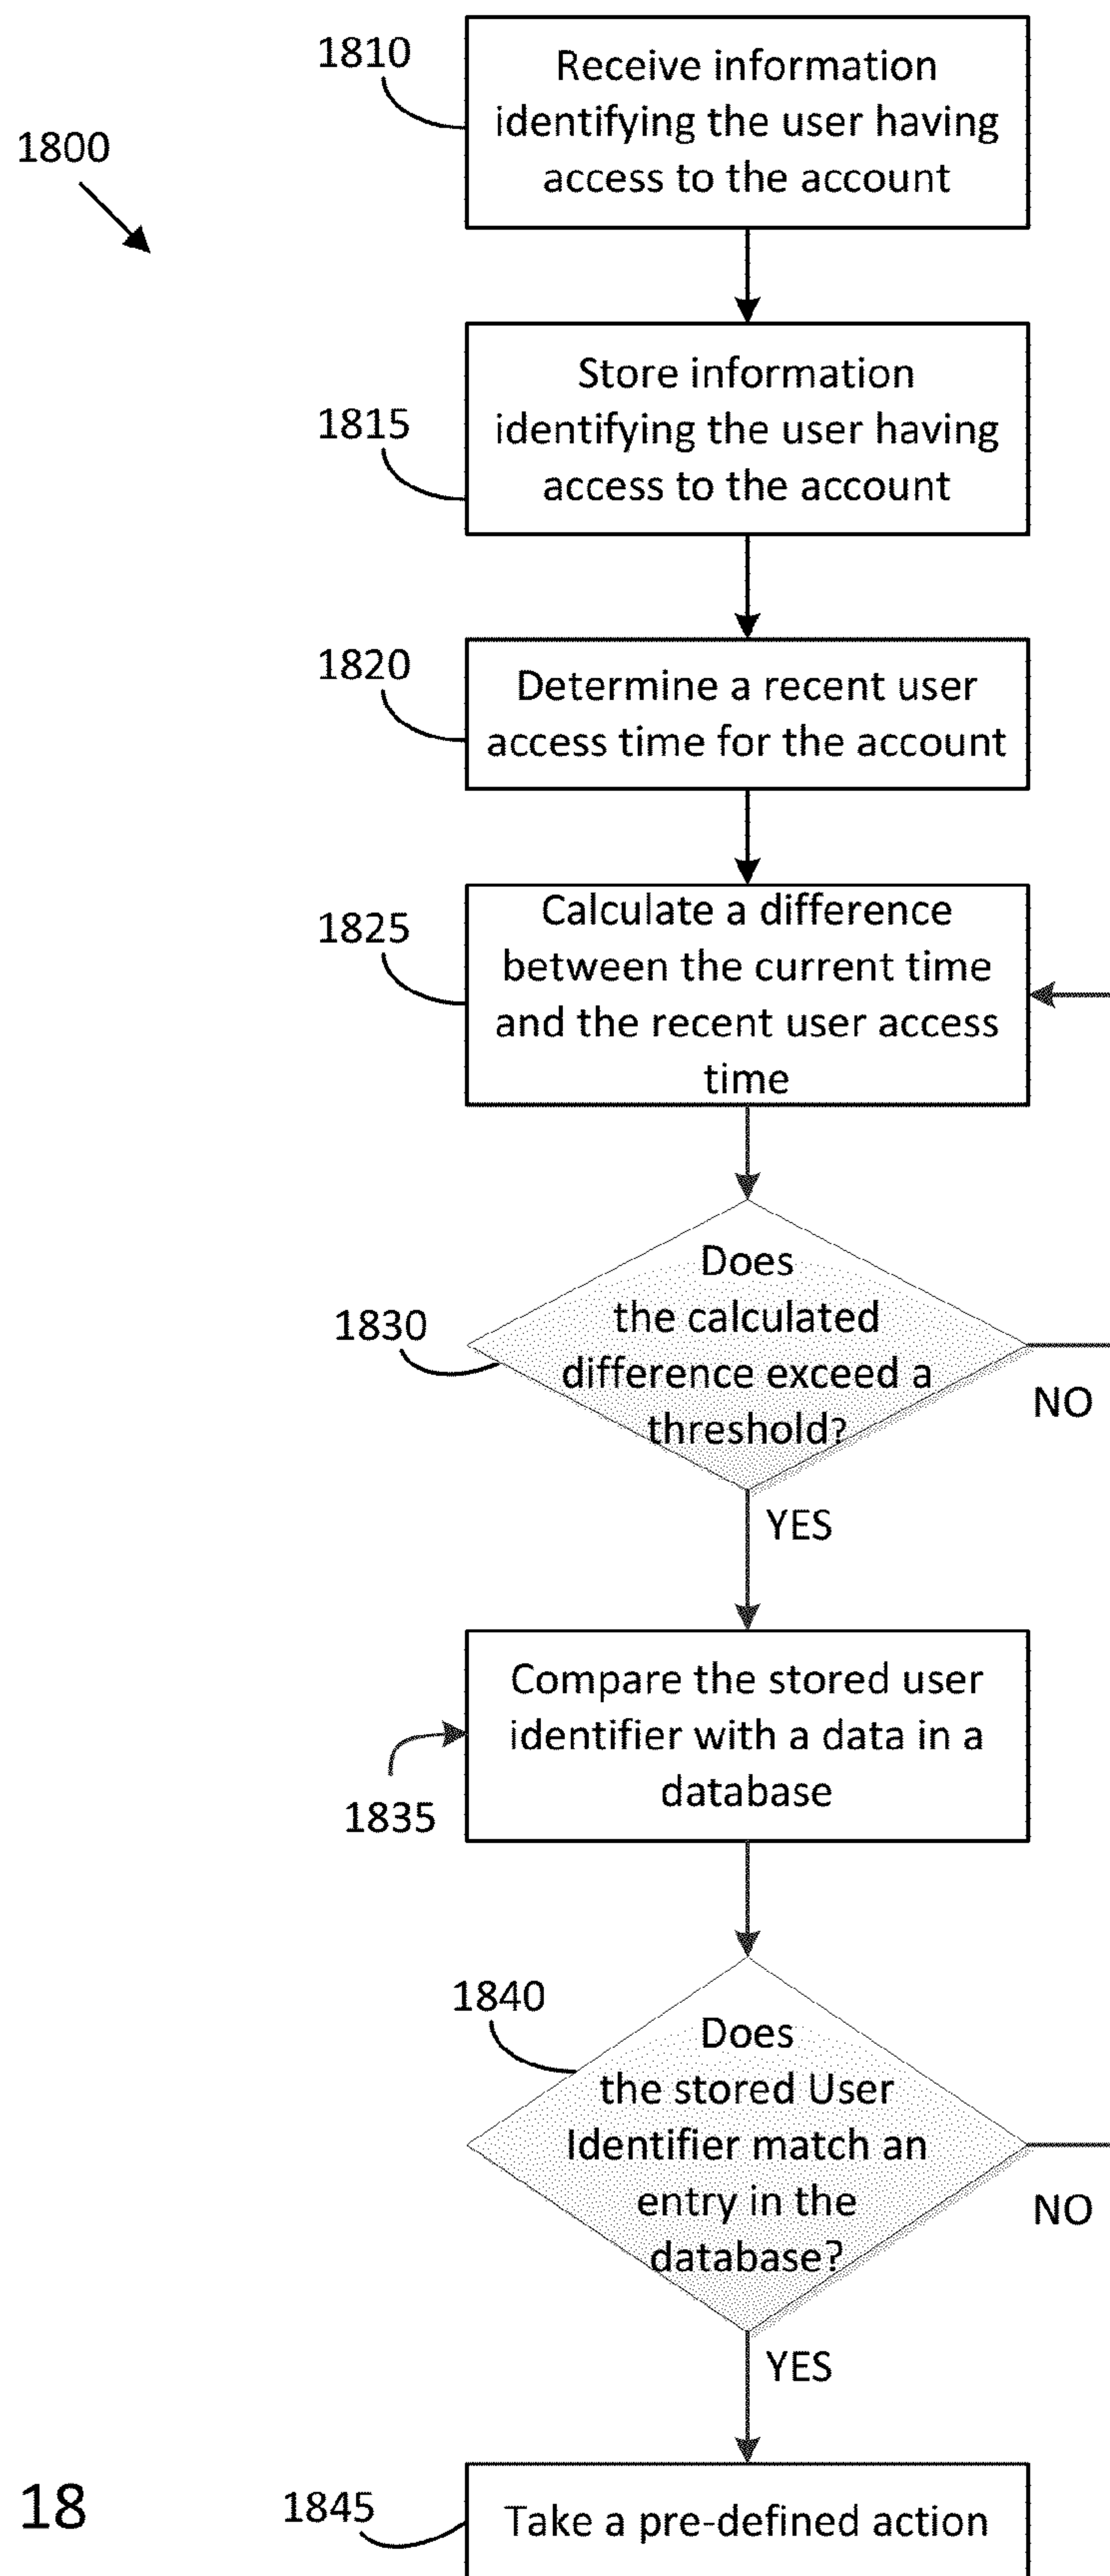 1810
Receive information
identifying the user having
access to the account
1800
Store information
identifying the user having
access to the account
1815
1820
Determine a recent user
access time for the account
1825
Calculate a difference
between the current time
and the recent user access
time
Does
the calculated
difference exceed a
threshold?
1830
NO
YES
Compare the stored user
identifier with a data in a
database
1835
1840
Does
the stored User
Identifier match an
entry in the
database?
NO
YES
18
1845
Take a pre-defined action